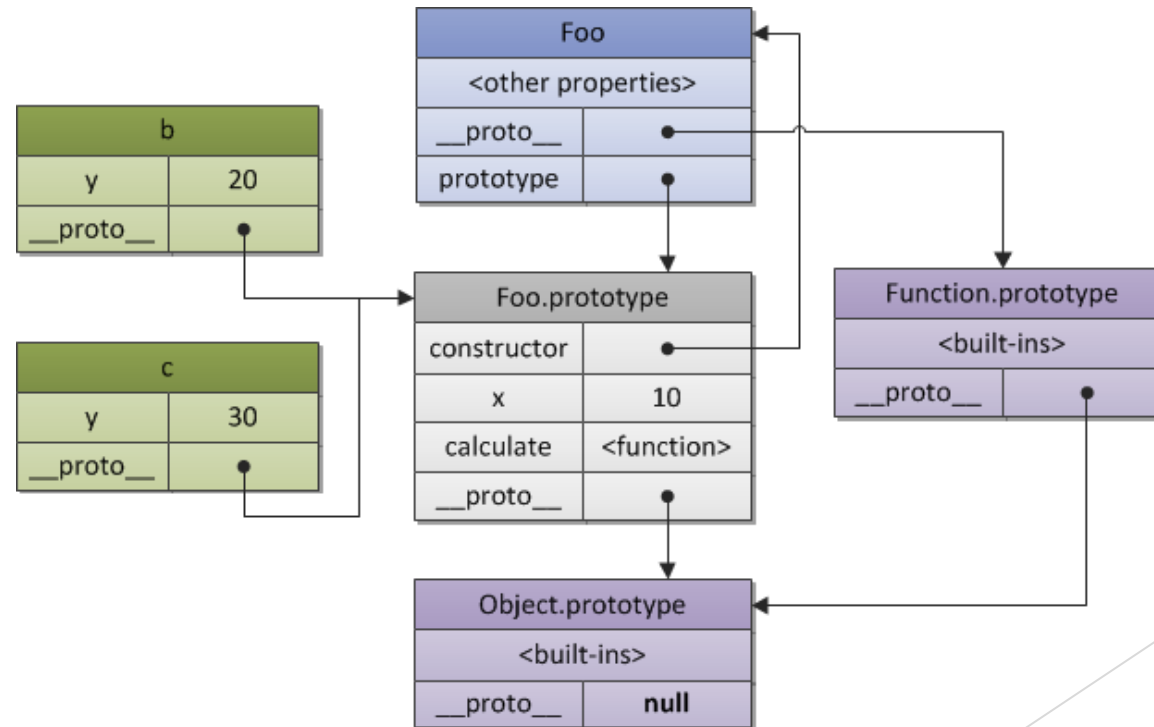 Foo
<other properties>
__proto__
prototype
b
y 20
__proto__
c
y 30
__proto__
Foo.prototype
constructor
x 10
calculate <function>
__proto__
Function.prototype
<built-ins>
__proto__
Object.prototype
<built-ins>
__proto__ null